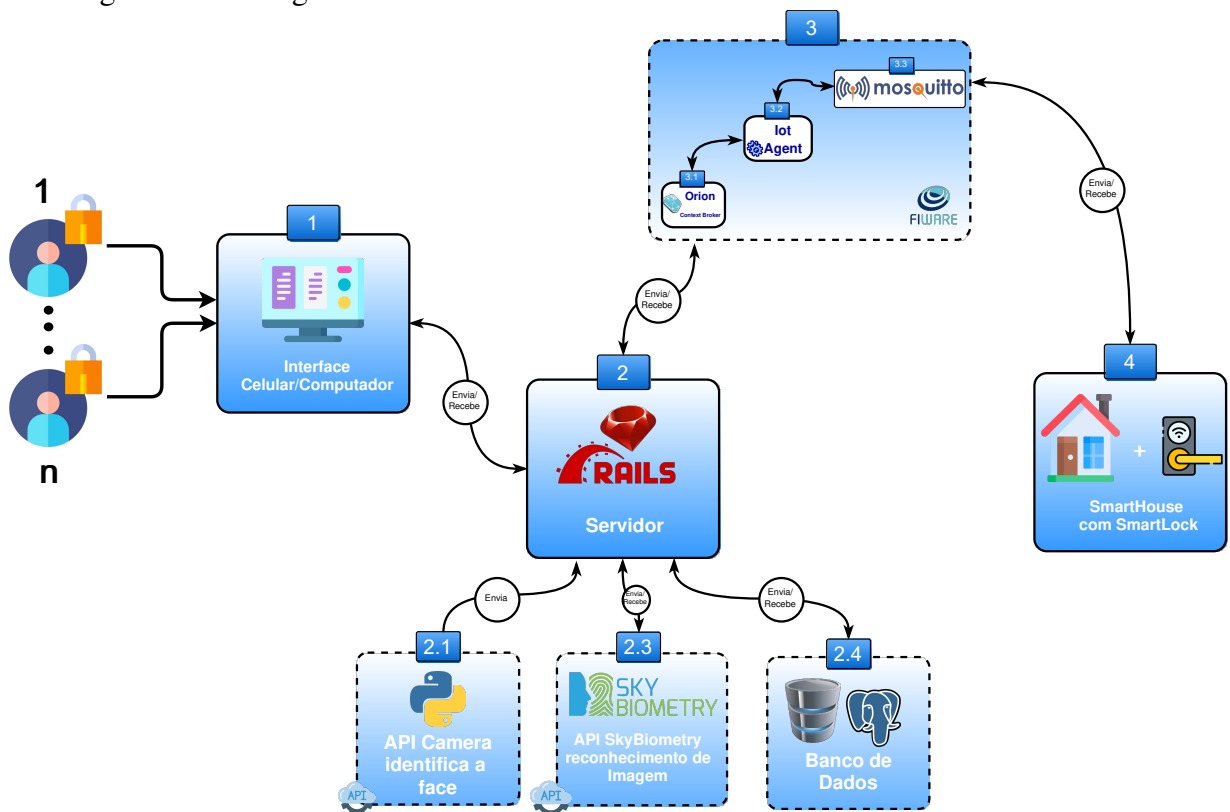 3
3.3
mosquitto
3.2
Iot
Agent
3.1
Orion
Context Broker
FIWARE
Envia/
Recebe
1
n
1
Interface
Celular/Computador
Envia/
Recebe
Envia/
Recebe
2
RAILS
Servidor
4
+
SmartHouse
com SmartLock
Envia
Envia/
Recebe
Envia/
Recebe
2.1
API Camera
identifica a
face
API
2.3
SKY
BIOMETRY
API SkyBiometry
reconhecimento de
Imagem
API
2.4
Banco de
Dados